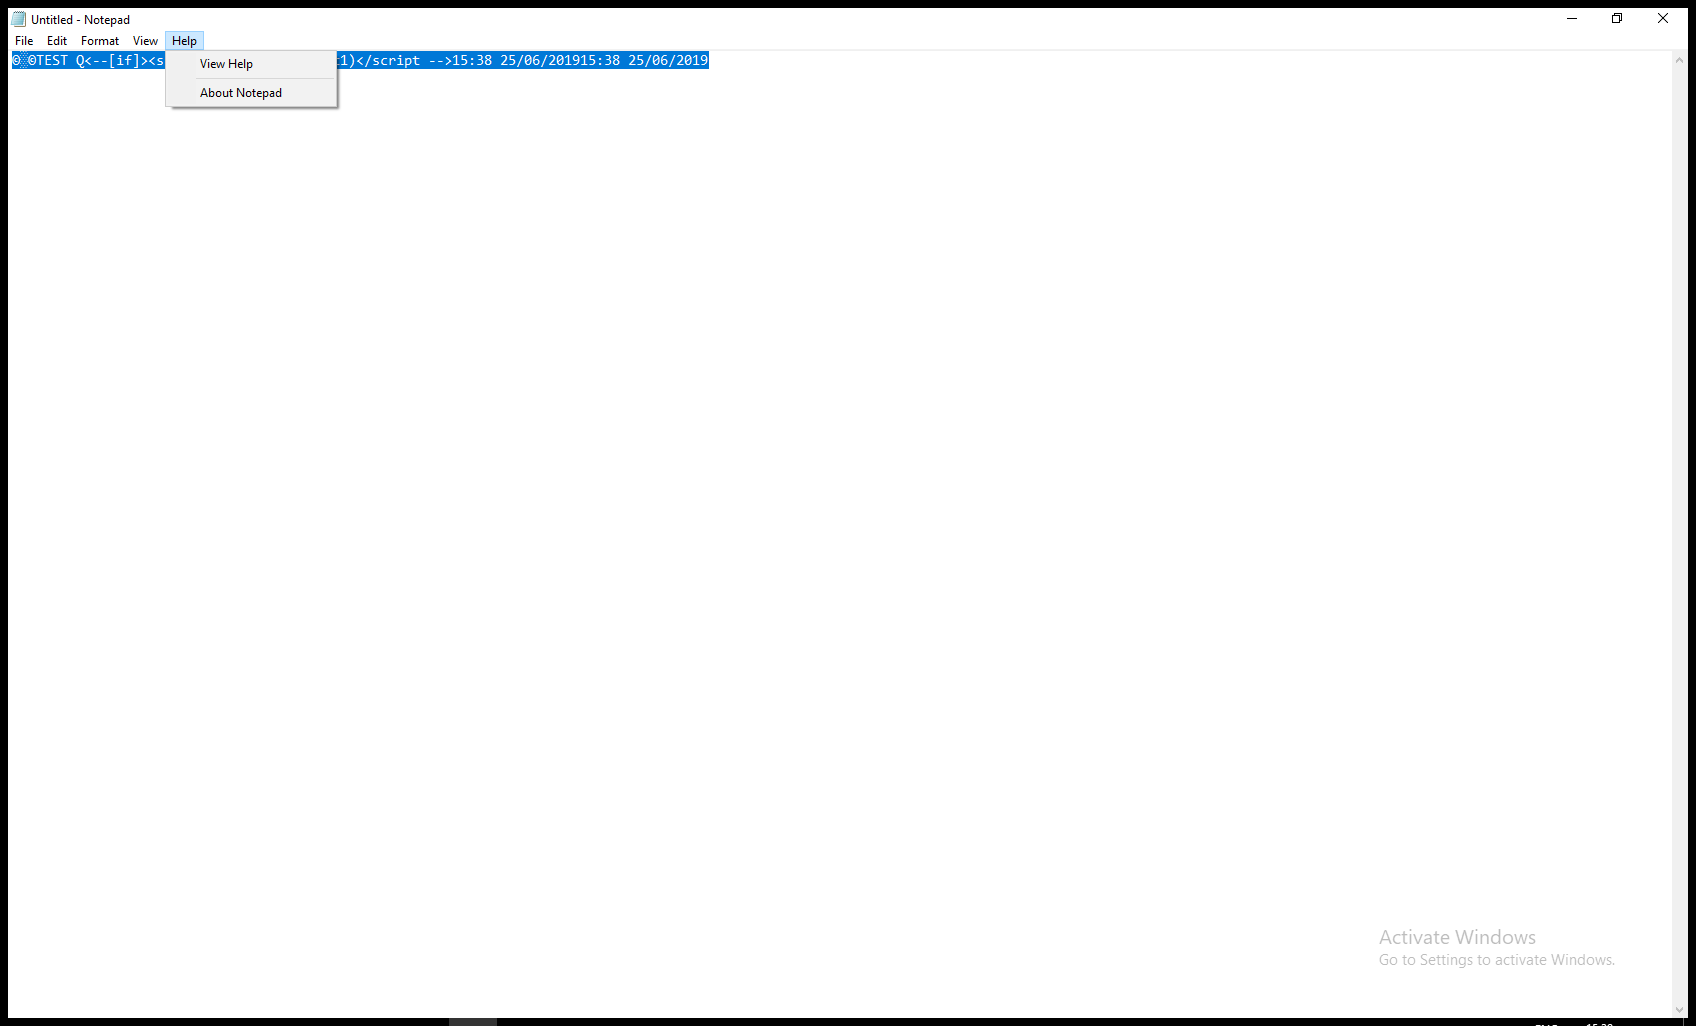 Untitled - Notepad
File Edit Format View Help
©░©TEST Q<--[if]><s 1)</script -->15:38 25/06/201915:38 25/06/2019
View Help
About Notepad
Activate Windows
Go to Settings to activate Windows.